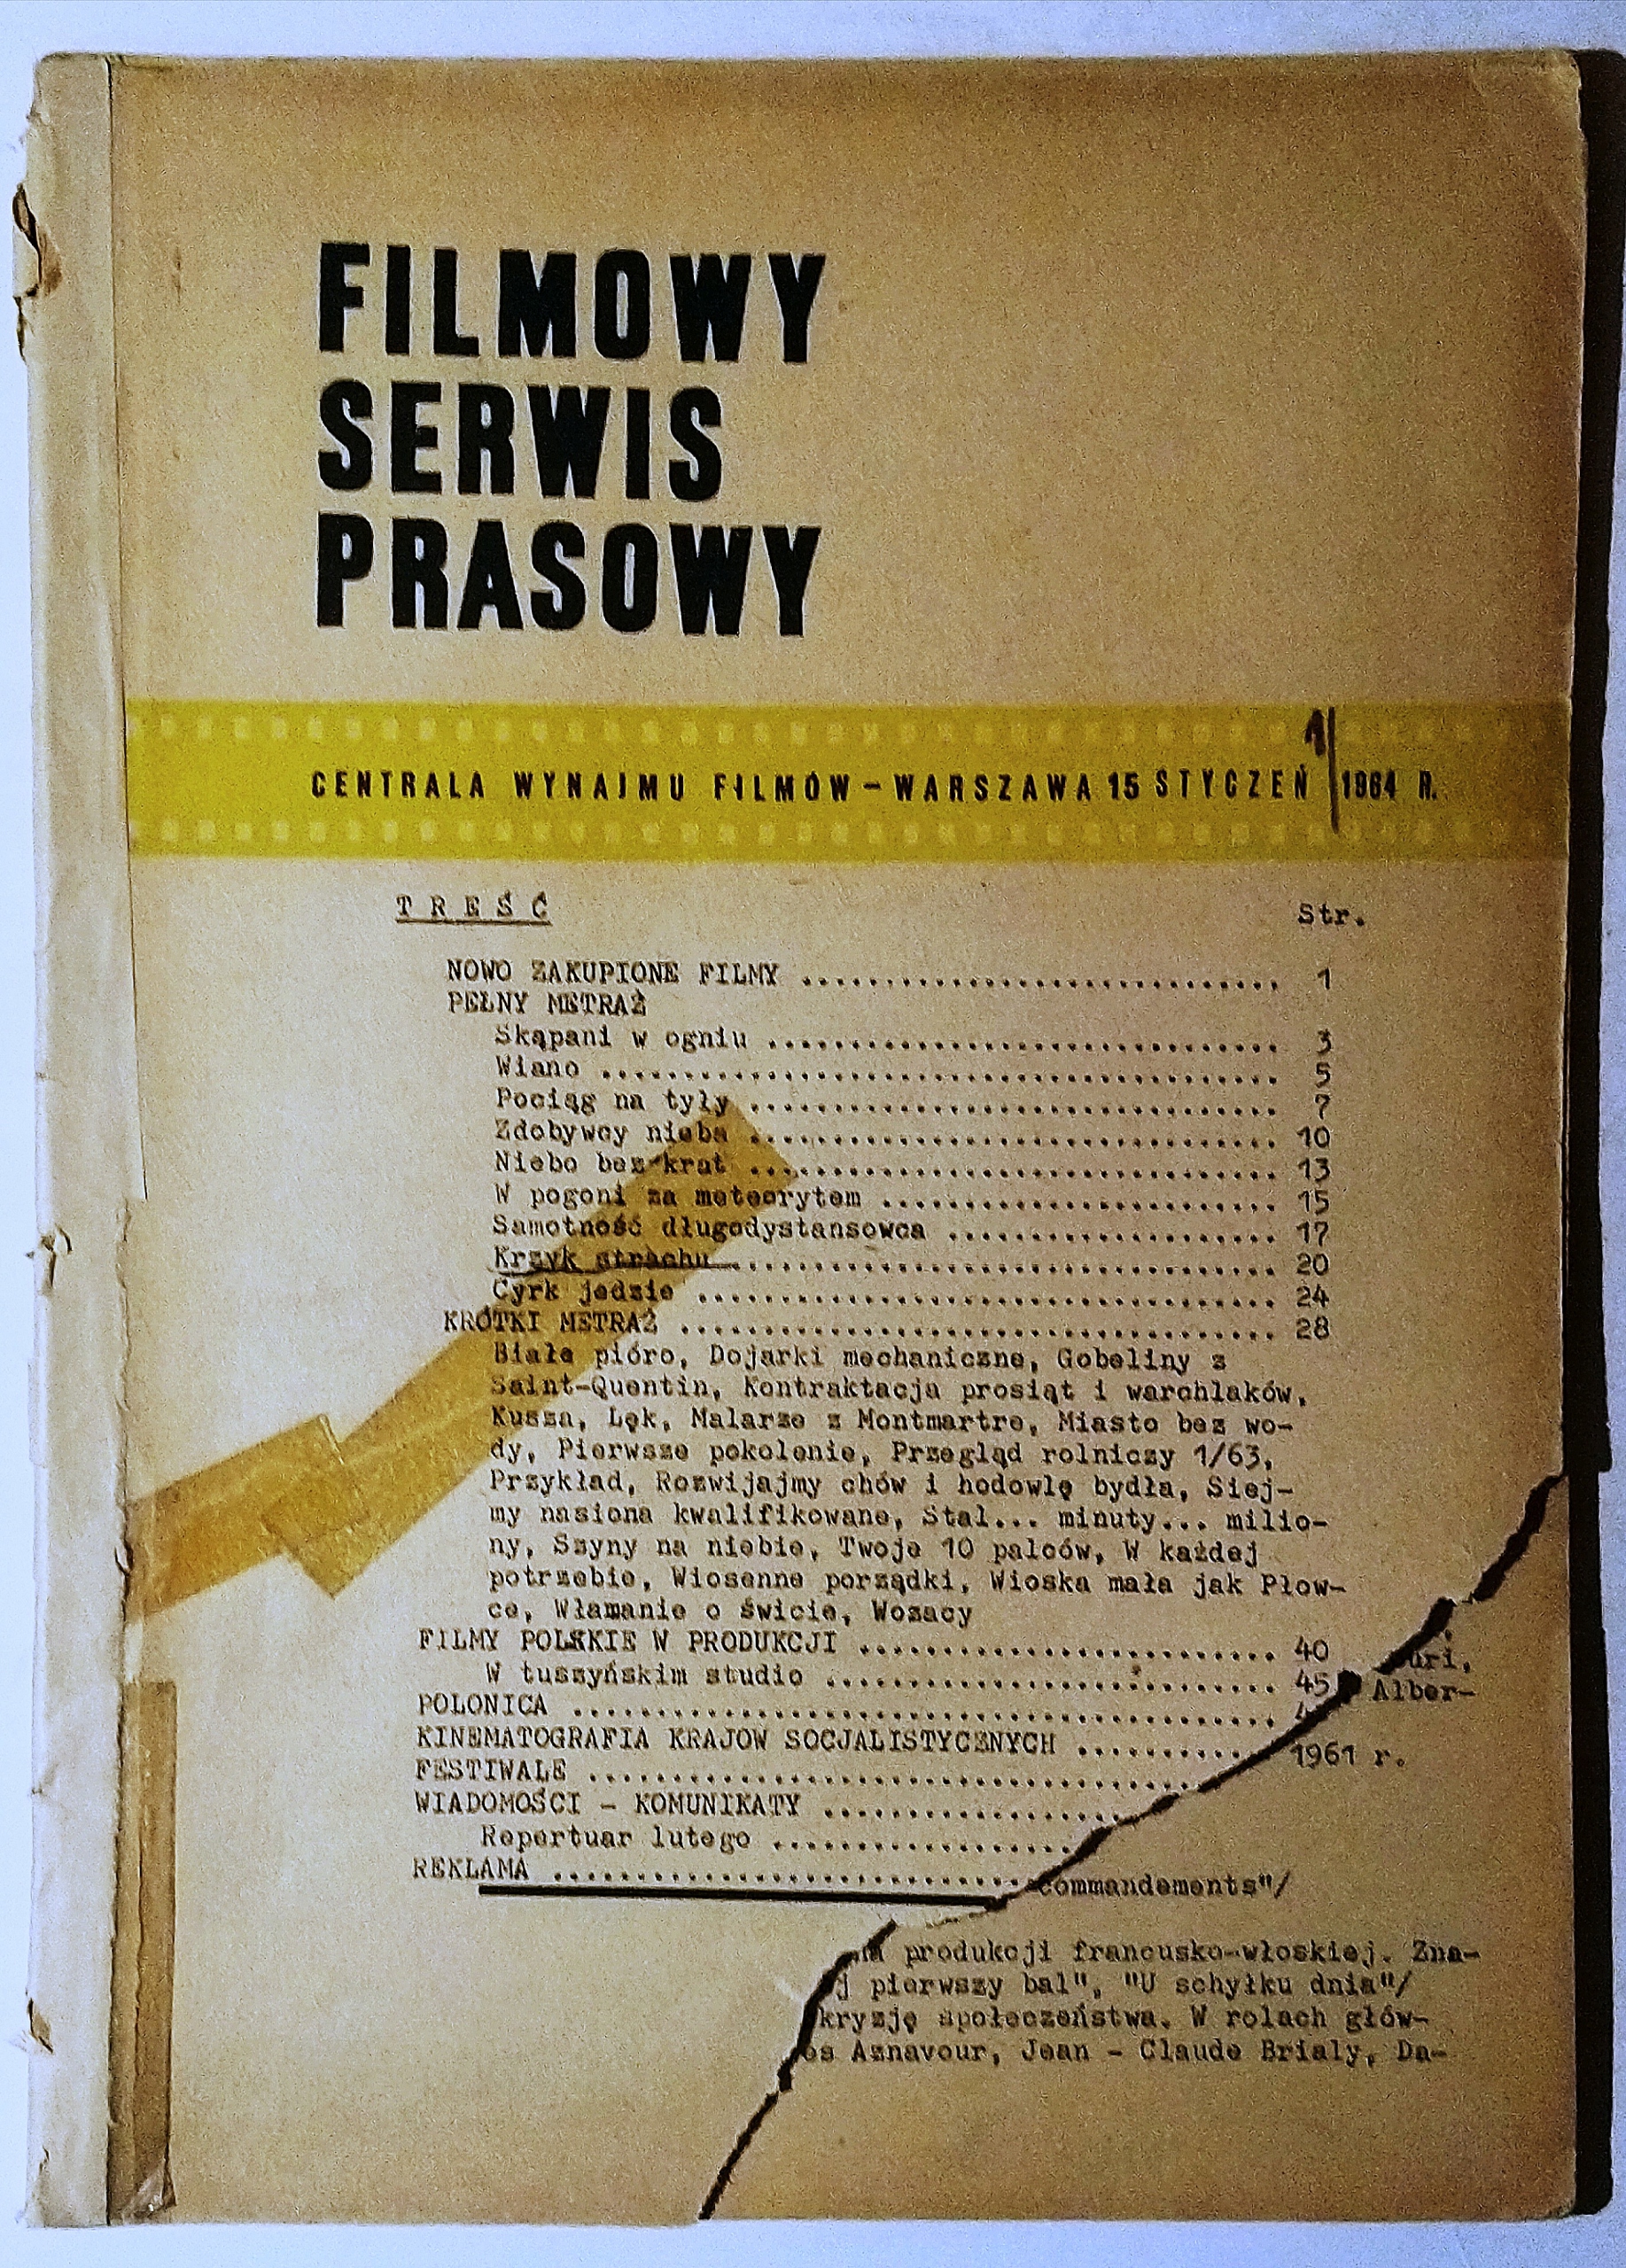 FILMOWY
SERWIS
PRASOWY
1
CENTRALA WYNAJMU FILMÓW – WARSZAWA 15 STYCZEŃ 1964 R.
TREŚĆ Str.
NOWO ZAKUPIONE FILMY .............................. 1
PEŁNY METRAŻ
Skąpani w ogniu ................................ 3
Wiano .......................................... 5
Pociąg na tyły ................................. 7
Zdobywcy nieba ................................. 10
Niebo bez krat ................................. 13
W pogoni za meteorytem ......................... 15
Samotność długodystansowca ..................... 17
Krzyk strachu .................................. 20
Cyrk jedzie .................................... 24
KRÓTKI METRAŻ ..................................... 28
Białe pióro, Dojarki mechaniczne, Gobeliny z
Saint-Quentin, Kontraktacja prosiąt i warchlaków,
Kusza, Lęk, Malarze z Montmartre, Miasto bez wo-
dy, Pierwsze pokolenie, Przegląd rolniczy 1/63,
Przykład, Rozwijajmy chów i hodowlę bydła, Siej-
my nasiona kwalifikowane, Stal... minuty... milio-
ny, Szyny na niebie, Twoje 10 palców, W każdej
potrzebie, Wiosenne porządki, Wioska mała jak Płow-
ce, Włamanie o świcie, Wozacy
FILMY POLSKIE W PRODUKCJI ......................... 40
uri,
W tuszyńskim studio ............................ 45
Alber-
POLONICA .......................................... 4
KINEMATOGRAFIA KRAJOW SOCJALISTYCZNYCH ...........
1961 r.
FESTIWALE ......................................
WIADOMOŚCI - KOMUNIKATY ...................
Repertuar lutego ..................
REKLAMA .............................
commandements"/
na produkcji francusko-włoskiej. Zna-
j pierwszy bal", "U schyłku dnia"/
kryzję społeczeństwa. W rolach głów-
es Aznavour, Jean - Claude Brialy, Da-